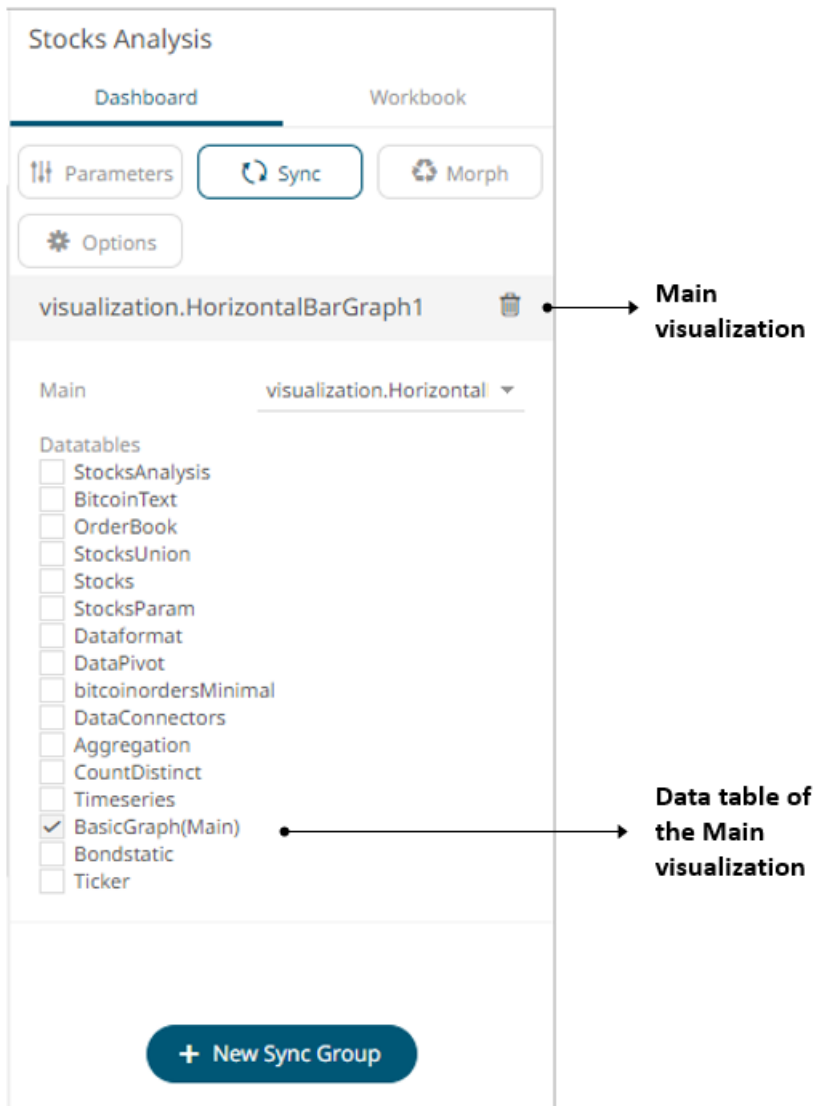 Stocks Analysis
Dashboard Workbook
Parameters Sync Morph
Options
visualization.HorizontalBarGraph1
Main
visualization
Main visualization.Horizontal
Datatables
StocksAnalysis
BitcoinText
OrderBook
StocksUnion
Stocks
StocksParam
Dataformat
DataPivot
bitcoinordersMinimal
DataConnectors
Aggregation
CountDistinct
Timeseries
BasicGraph(Main)
Bondstatic
Ticker
Data table of
the Main
visualization
+ New Sync Group